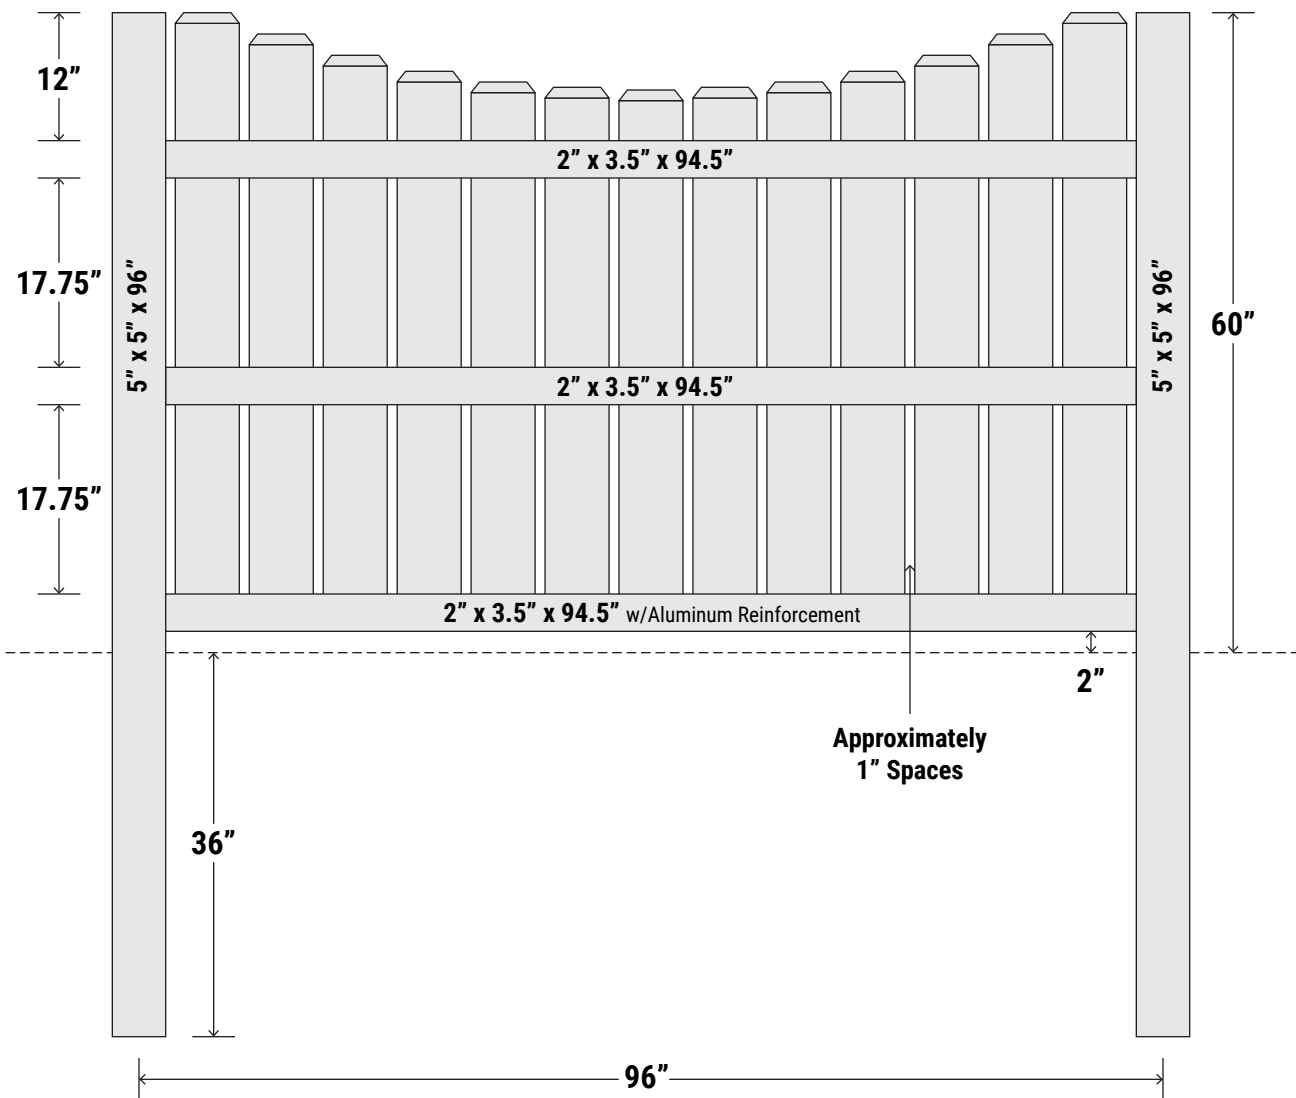 12”
2” x 3.5” x 94.5”
17.75”
5” x 5” x 96”
5” x 5” x 96”
60”
2” x 3.5” x 94.5”
17.75”
2” x 3.5” x 94.5” w/Aluminum Reinforcement
2”
Approximately
1” Spaces
36”
96”